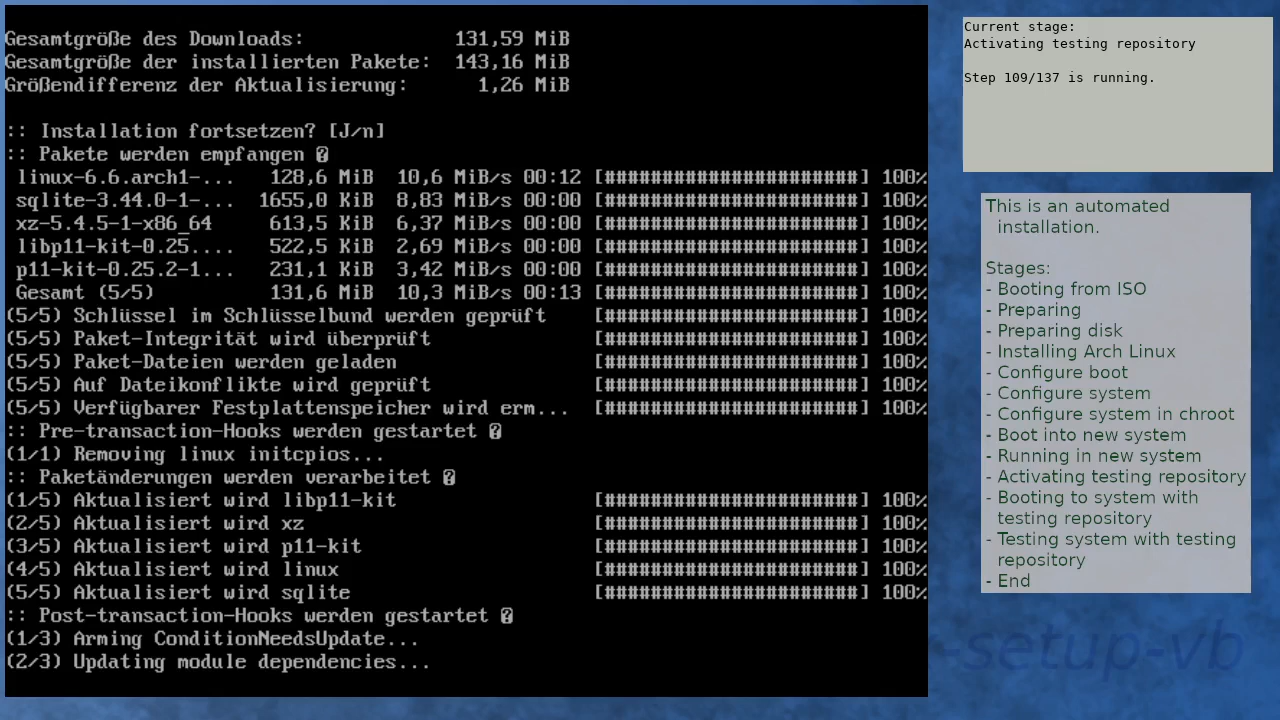 Gesamtgröße des Downloads: 131,59 MiB
Gesamtgröße der installierten Pakete: 143,16 MiB
Größendifferenz der Aktualisierung: 1,26 MiB
:: Installation fortsetzen? [J/n]
:: Pakete werden empfangen �
linux-6.6.arch1-... 128,6 MiB 10,6 MiB/s 00:12 [######################] 100%
sqlite-3.44.0-1-... 1655,0 KiB 8,83 MiB/s 00:00 [######################] 100%
xz-5.4.5-1-x86_64 613,5 KiB 6,37 MiB/s 00:00 [######################] 100%
libp11-kit-0.25.... 522,5 KiB 2,69 MiB/s 00:00 [######################] 100%
p11-kit-0.25.2-1... 231,1 KiB 3,42 MiB/s 00:00 [######################] 100%
Gesamt (5/5) 131,6 MiB 10,3 MiB/s 00:13 [######################] 100%
(5/5) Schlüssel im Schlüsselbund werden geprüft [######################] 100%
(5/5) Paket-Integrität wird überprüft [######################] 100%
(5/5) Paket-Dateien werden geladen [######################] 100%
(5/5) Auf Dateikonflikte wird geprüft [######################] 100%
(5/5) Verfügbarer Festplattenspeicher wird erm... [######################] 100%
:: Pre-transaction-Hooks werden gestartet �
(1/1) Removing linux initcpios...
:: Paketänderungen werden verarbeitet �
(1/5) Aktualisiert wird libp11-kit [######################] 100%
(2/5) Aktualisiert wird xz [######################] 100%
(3/5) Aktualisiert wird p11-kit [######################] 100%
(4/5) Aktualisiert wird linux [######################] 100%
(5/5) Aktualisiert wird sqlite [######################] 100%
:: Post-transaction-Hooks werden gestartet �
(1/3) Arming ConditionNeedsUpdate...
(2/3) Updating module dependencies...
Current stage:
Activating testing repository
Step 109/137 is running.
This is an automated
installation.
Stages:
- Booting from ISO
- Preparing
- Preparing disk
- Installing Arch Linux
- Configure boot
- Configure system
- Configure system in chroot
- Boot into new system
- Running in new system
- Activating testing repository
- Booting to system with
testing repository
- Testing system with testing
repository
- End
-setup-vb